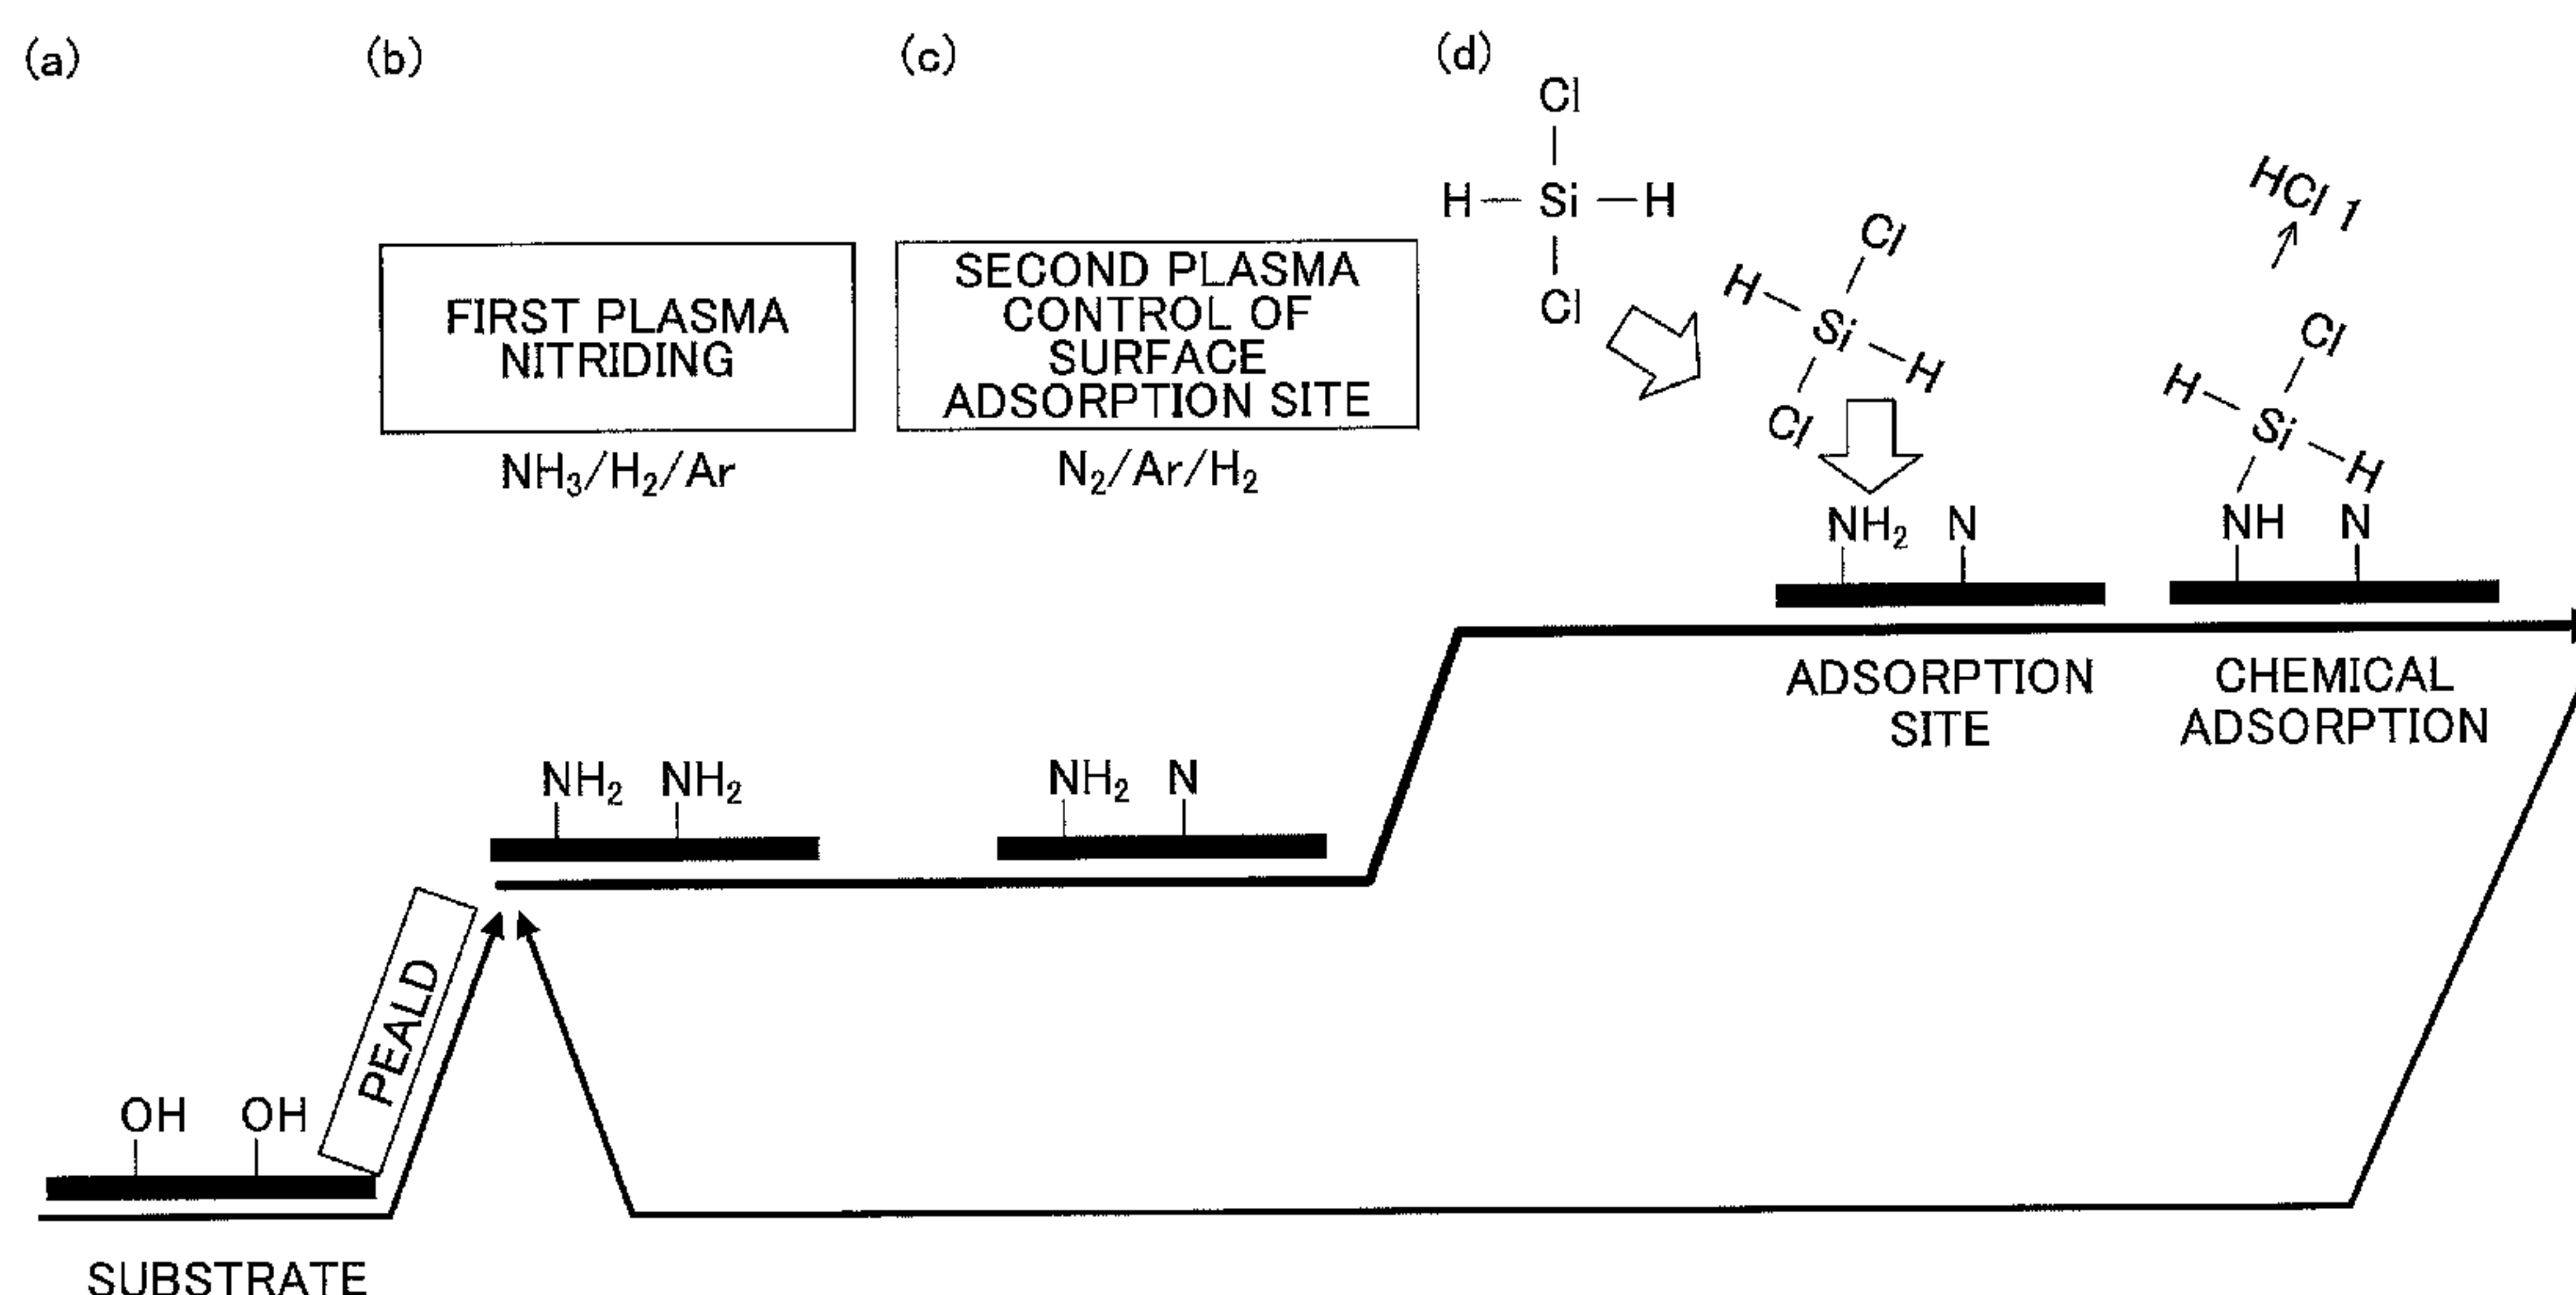 (a)
(b)
(c)
(d)
FIRST PLASMA
NITRIDING
NH₃/H₂/Ar
SECOND PLASMA
CONTROL OF
SURFACE
ADSORPTION SITE
N₂/Ar/H₂
Cl
H Si H
Cl
Cl
H
Si
H
Cl
NH₂ N
HCl 1
Cl
H
Si
H
NH N
ADSORPTION
SITE
CHEMICAL
ADSORPTION
NH₂ NH₂
NH₂ N
PEALD
OH OH
SUBSTRATE